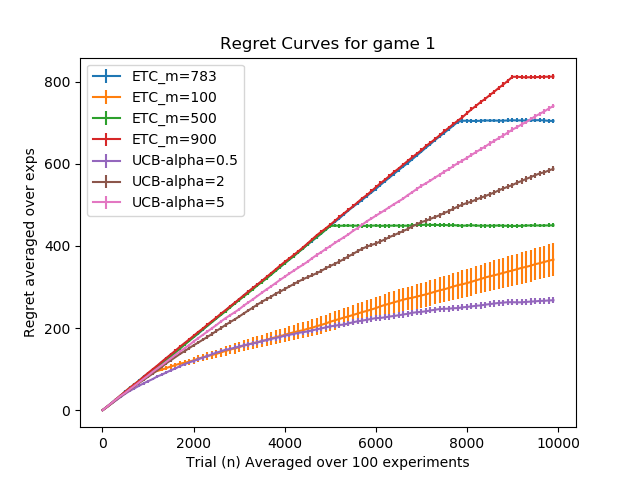 Regret Curves for game 1
ETC_m=783
ETC_m=100
ETC_m=500
ETC_m=900
UCB-alpha=0.5
UCB-alpha=2
UCB-alpha=5
Regret averaged over exps
800
600
400
200
0
0 2000 4000 6000 8000 10000
Trial (n) Averaged over 100 experiments